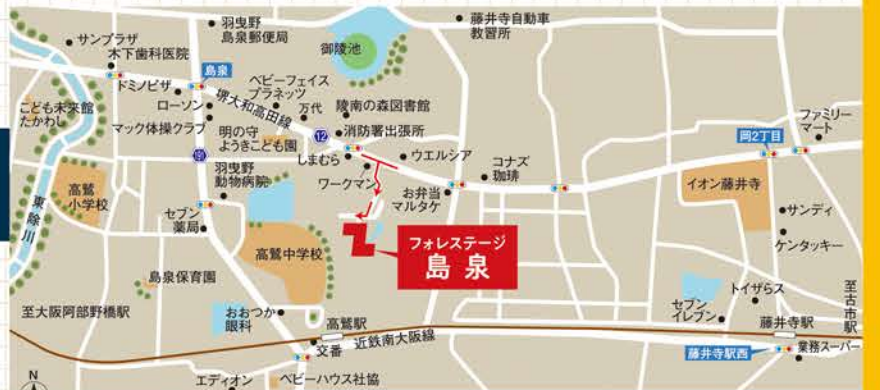 サンプラザ
木下歯科医院
羽曳野
島泉郵便局
御陵池
藤井寺自動車
教習所
ドミノピザ
島泉
ベビーフェイス
プラネッツ
堺大和高田線
万代
陵南の森図書館
こども未来館
たかわし
ローソン
マック体操クラブ
明の守
ようきこども園
12
消防署出張所
しまむら
ウエルシア
岡2丁目
ファミリー
マート
191
羽曳野
動物病院
ワークマン
コナズ
珈琲
お弁当
マルタケ
イオン藤井寺
高鷲
小学校
東除川
セブン
薬局
サンディ
ケンタッキー
高鷲中学校
フォレステージ
島泉
島泉保育園
至大阪阿部野橋駅
おおつか
眼科
高鷲駅
交番
近鉄南大阪線
セブン
イレブン
トイザらス
藤井寺駅
至古市駅
藤井寺駅西
業務スーパー
N
エディオン
ベビーハウス社協